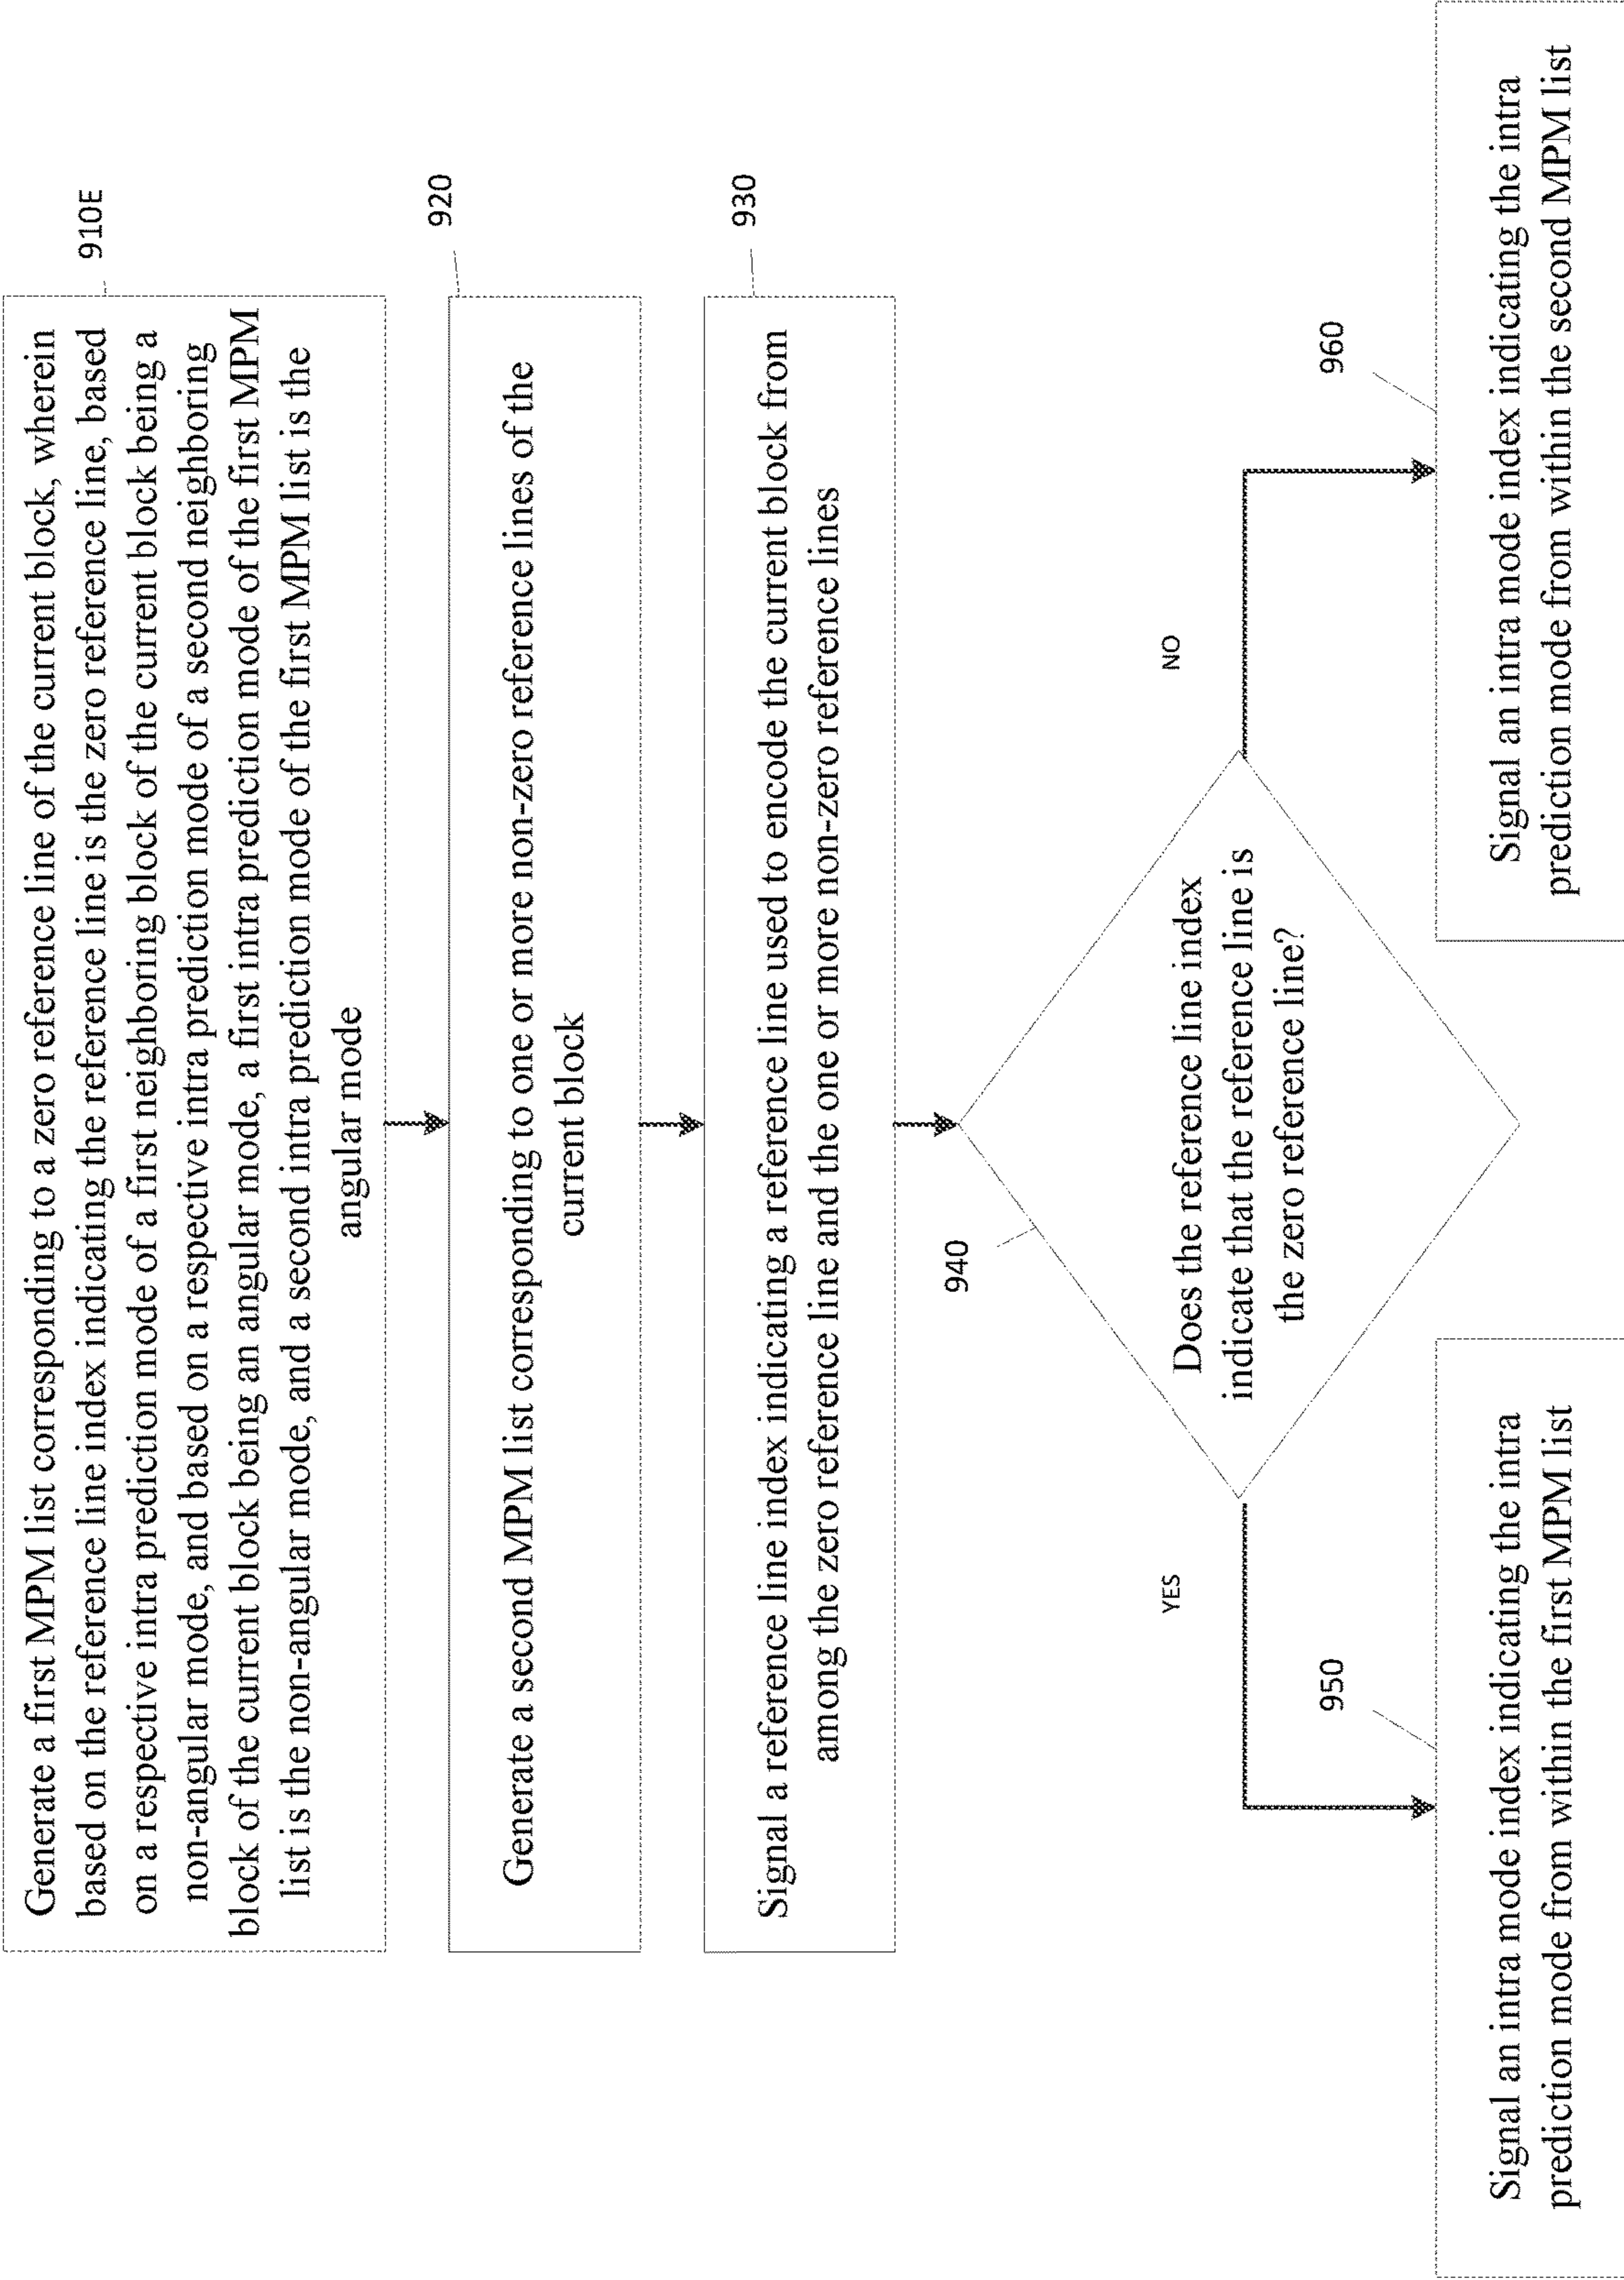 Generate a first MPM list corresponding to a zero reference line of the current block, wherein
based on the reference line index indicating the reference line is the zero reference line, based
on a respective intra prediction mode of a first neighboring block of the current block being a
non-angular mode, and based on a respective intra prediction mode of a second neighboring
block of the current block being an angular mode, a first intra prediction mode of the first MPM
list is the non-angular mode, and a second intra prediction mode of the first MPM list is the
angular mode
910E
Generate a second MPM list corresponding to one or more non-zero reference lines of the
current block
920
Signal a reference line index indicating a reference line used to encode the current block from
among the zero reference line and the one or more non-zero reference lines
930
940
Does the reference line index
indicate that the reference line is
the zero reference line?
YES
NO
950
Signal an intra mode index indicating the intra
prediction mode from within the first MPM list
960
Signal an intra mode index indicating the intra
prediction mode from within the second MPM list